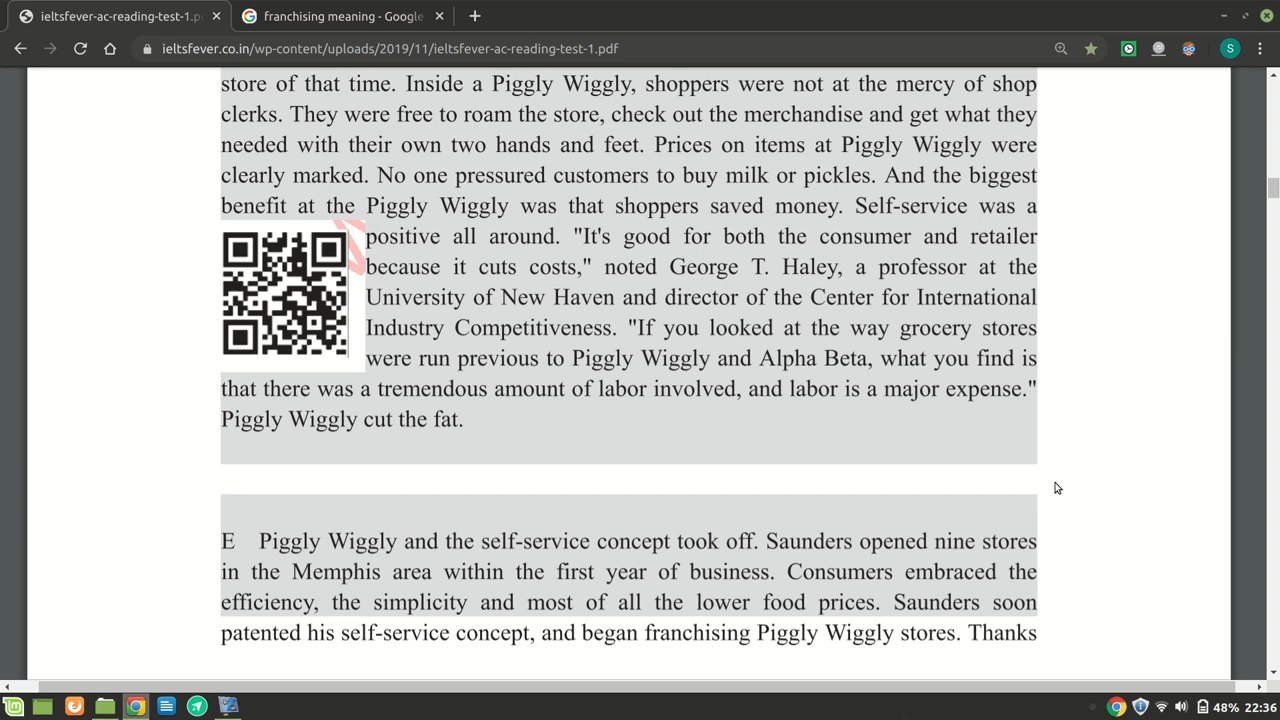 ieltsfever-ac-reading-test-1.p
franchising meaning - Google
ieltsfever.co.in/wp-content/uploads/2019/11/ieltsfever-ac-reading-test-1.pdf
S
store of that time. Inside a Piggly Wiggly, shoppers were not at the mercy of shop
clerks. They were free to roam the store, check out the merchandise and get what they
needed with their own two hands and feet. Prices on items at Piggly Wiggly were
clearly marked. No one pressured customers to buy milk or pickles. And the biggest
benefit at the Piggly Wiggly was that shoppers saved money. Self-service was a
positive all around. "It's good for both the consumer and retailer
because it cuts costs," noted George T. Haley, a professor at the
University of New Haven and director of the Center for International
Industry Competitiveness. "If you looked at the way grocery stores
were run previous to Piggly Wiggly and Alpha Beta, what you find is
that there was a tremendous amount of labor involved, and labor is a major expense."
Piggly Wiggly cut the fat.
E Piggly Wiggly and the self-service concept took off. Saunders opened nine stores
in the Memphis area within the first year of business. Consumers embraced the
efficiency, the simplicity and most of all the lower food prices. Saunders soon
patented his self-service concept, and began franchising Piggly Wiggly stores. Thanks
48% 22:36